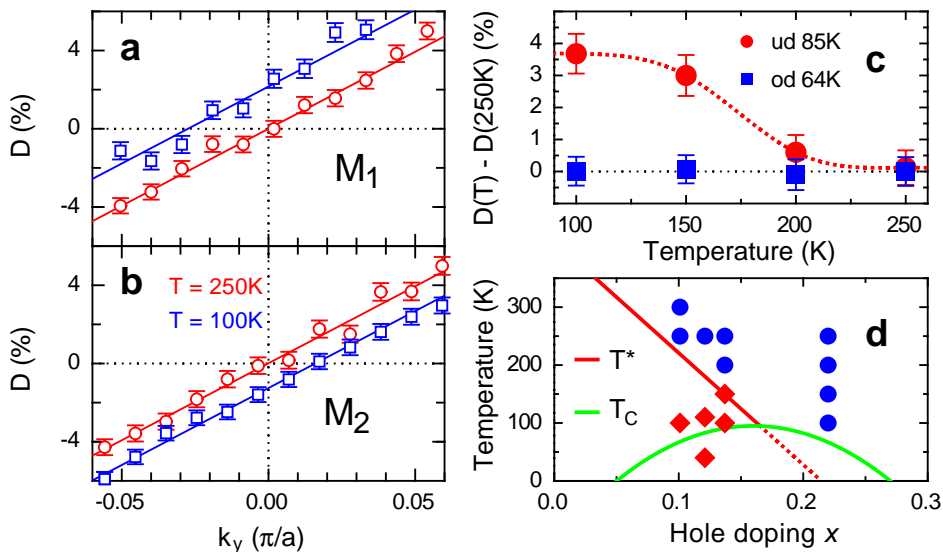 a
4
0
-4
D (%)
M1
b
T = 250K
T = 100K
4
0
-4
D (%)
M2
-0.05
0.00
0.05
ky (π/a)
D(T) - D(250K) (%)
5
4
3
2
1
0
-1
ud 85K
od 64K
c
100
150
200
250
Temperature (K)
Temperature (K)
300
200
100
0
d
T*
TC
0.0
0.1
0.2
0.3
Hole doping x